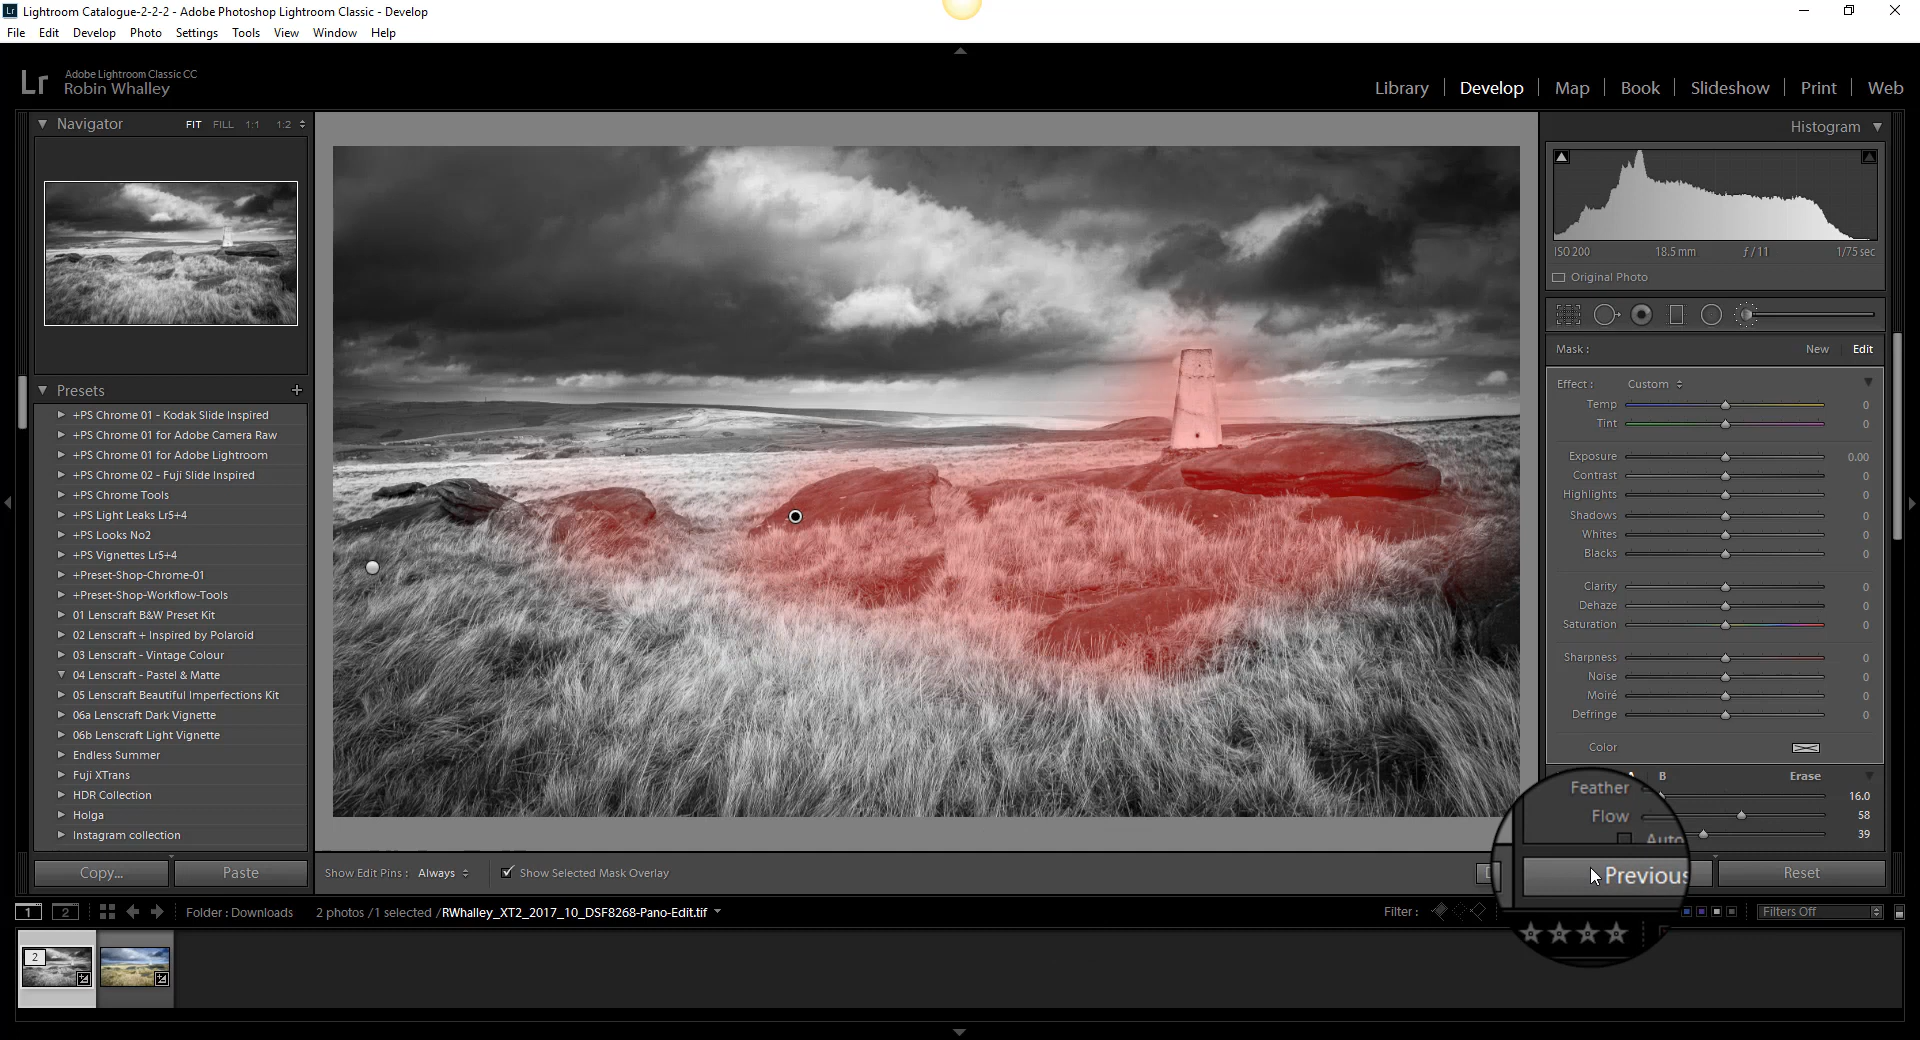 Lr Lightroom Catalogue-2-2-2 - Adobe Photoshop Lightroom Classic - Develop
File Edit Develop Photo Settings Tools View Window Help
Lr Adobe Lightroom Classic CC
Robin Whalley
Library Develop Map Book Slideshow Print Web
Navigator FIT FILL 1:1 1:2
Presets +
+PS Chrome 01 - Kodak Slide Inspired
+PS Chrome 01 for Adobe Camera Raw
+PS Chrome 01 for Adobe Lightroom
+PS Chrome 02 - Fuji Slide Inspired
+PS Chrome Tools
+PS Light Leaks Lr5+4
+PS Looks No2
+PS Vignettes Lr5+4
+Preset-Shop-Chrome-01
+Preset-Shop-Workflow-Tools
01 Lenscraft B&W Preset Kit
02 Lenscraft + Inspired by Polaroid
03 Lenscraft - Vintage Colour
04 Lenscraft - Pastel & Matte
05 Lenscraft Beautiful Imperfections Kit
06a Lenscraft Dark Vignette
06b Lenscraft Light Vignette
Endless Summer
Fuji XTrans
HDR Collection
Holga
Instagram collection
Copy... Paste
Show Edit Pins : Always Show Selected Mask Overlay
Histogram
ISO 200 18.5 mm ƒ / 11 1/75 sec
Original Photo
Mask : New Edit
Effect : Custom
Temp 0
Tint 0
Exposure 0.00
Contrast 0
Highlights 0
Shadows 0
Whites 0
Blacks 0
Clarity 0
Dehaze 0
Saturation 0
Sharpness 0
Noise 0
Moiré 0
Defringe 0
Color
B Erase
Feather 16.0
Flow 58
Auto 39
Previous Reset
1 2 Folder : Downloads 2 photos / 1 selected / RWhalley_XT2_2017_10_DSF8268-Pano-Edit.tif Filter : Filters Off
2